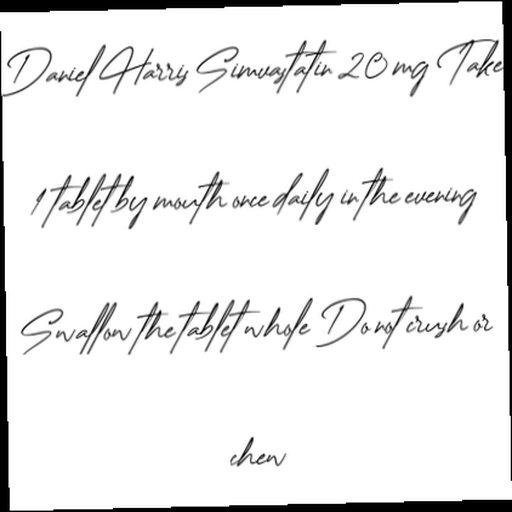 Daniel Harris Simvastatin 20 mg Take
1 tablet by mouth once daily in the evening
Swallow the tablet whole Do not crush or
chew